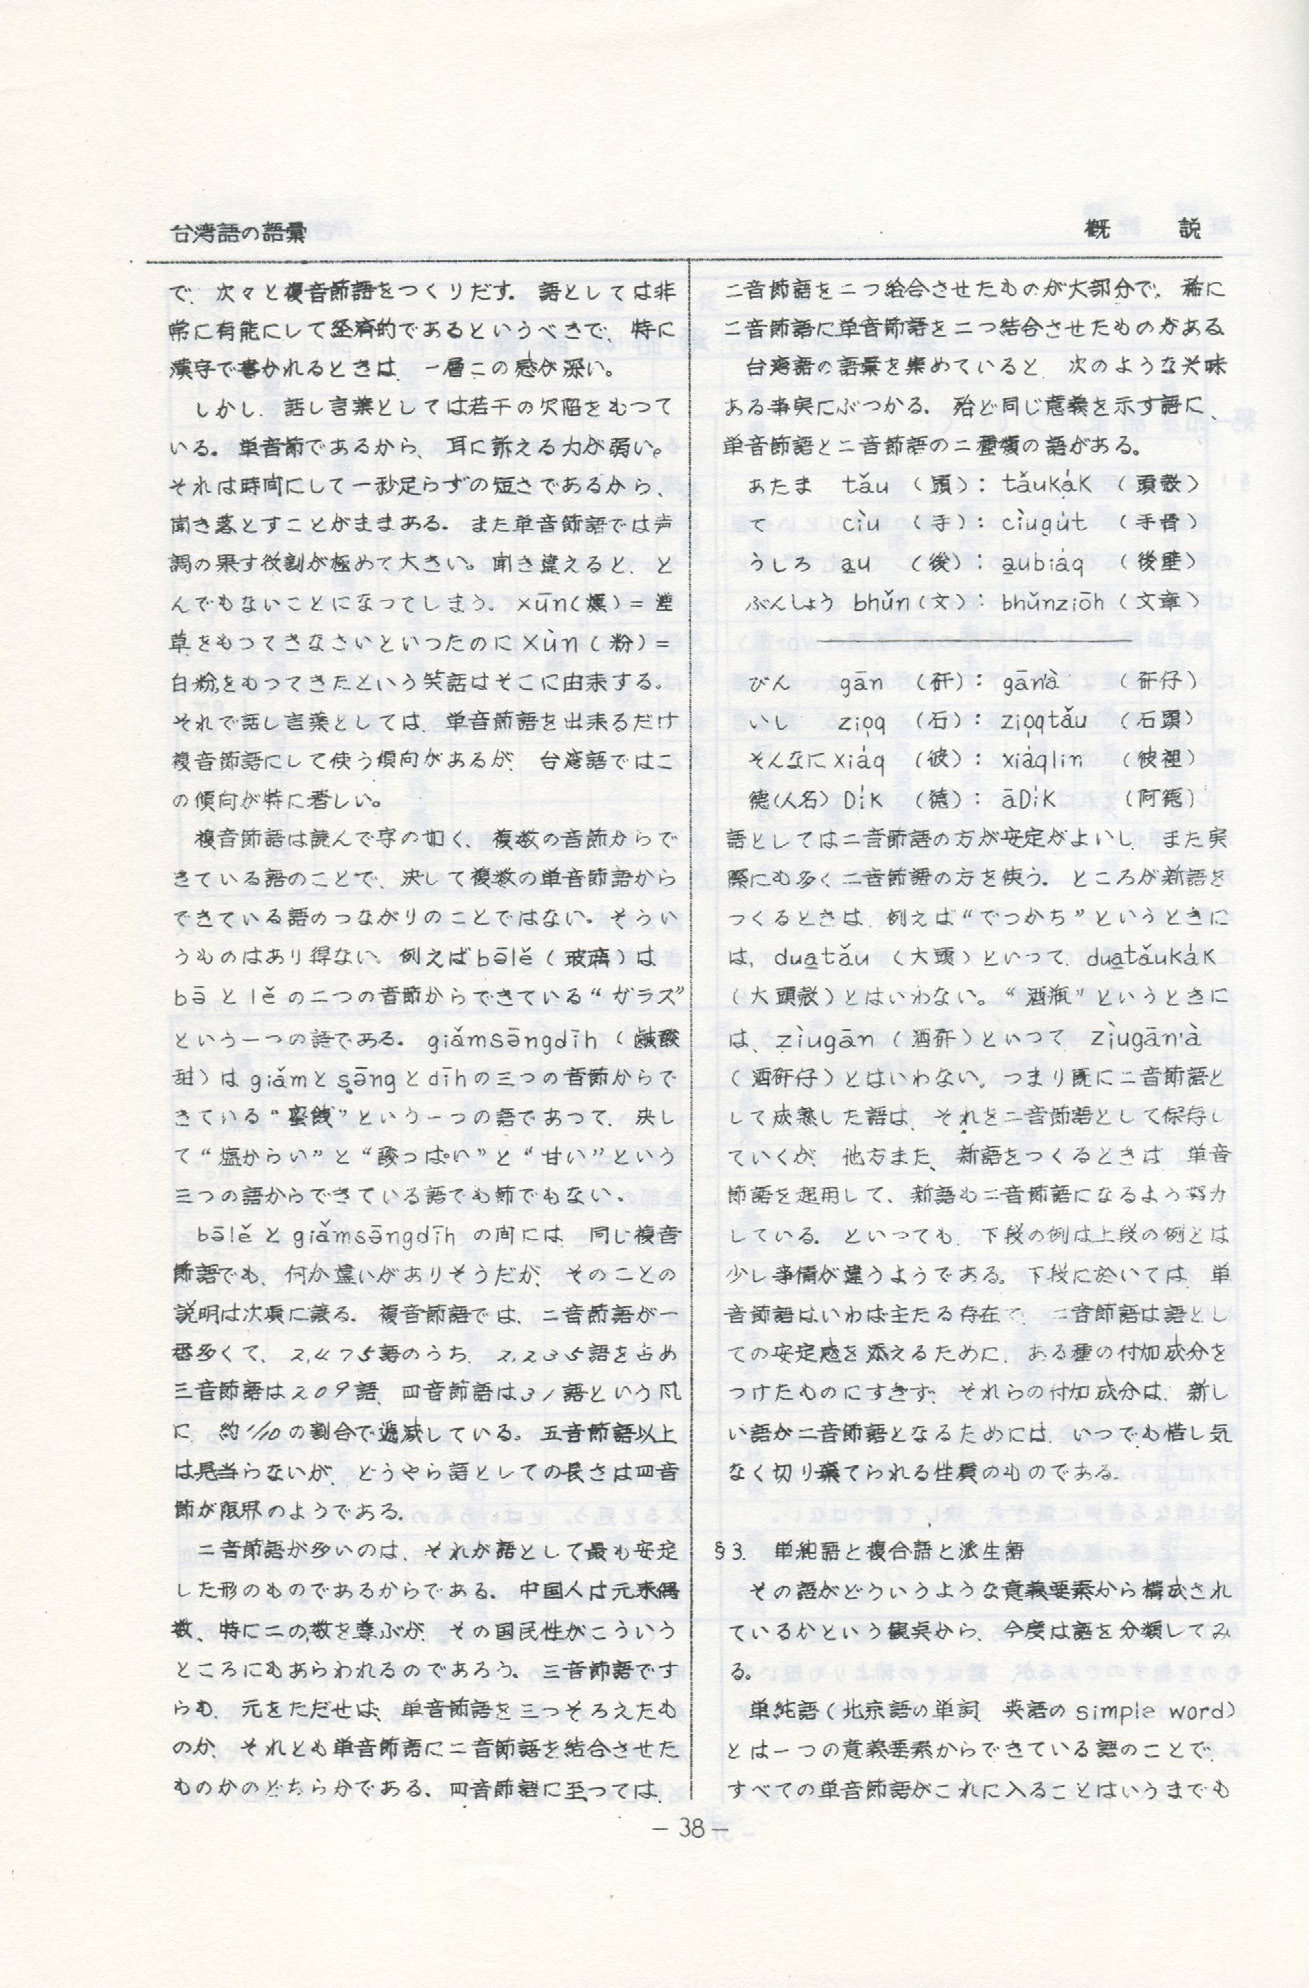 台湾語の語彙
概　説
で、次々と複音節語をつくりだす。語としては非
常に有能にして経済的であるというべきで、特に
漢字で書かれるときは、一層この感が深い。
しかし、話し言葉としては若干の欠陥をもつて
いる。単音節であるから、耳に訴える力が弱い。
それは時間にして一秒足らずの短さであるから、
聞き落とすことがままある。また単音節語では声
調の果す役割が極めて大きい。聞き違えると、と
んでもないことになつてしまう。xūn(燻)＝煙
草をもつてきなさいといつたのにxùn(粉)＝
白粉をもつてきたという笑話はそこに由来する。
それで話し言葉としては、単音節語を出来るだけ
複音節語にして使う傾向があるが、台湾語ではこ
の傾向が特に著しい。
複音節語は読んで字の如く、複数の音節からで
きている語のことで、決して複数の単音節語から
できている語のつながりのことではない。そうい
うものはあり得ない。例えばbəlě(玻璃)は
bəとlěの二つの音節からできている“ガラス”
という一つの語である。giǎmsə̄ngdīh(鹹酸
甜)はgiǎmとsə̄ngとdīhの三つの音節からで
きている“蜜餞”という一つの語であつて、決し
て“塩からい”と“酸つぱい”と“甘い”という
三つの語からできている語でも節でもない。
bəlěとgiǎmsə̄ngdīhの間には、同じ複音
節語でも、何か違いがありそうだが、そのことの
説明は次項に譲る。複音節語では、二音節語が一
番多くて、2,475語のうち、2,235語を占め
三音節語は209語、四音節語は31語という風
に、約1/10の割合で逓減している。五音節語以上
は見当らないが、どうやら語としての長さは四音
節が限界のようである。
二音節語が多いのは、それが語として最も安定
した形のものであるからである。中国人は元来偶
数、特に二の数を尊ぶが、その国民性がこういう
ところにもあらわれるのであろう。三音節語です
らも、元をただせば、単音節語を三つそろえたも
のか、それとも単音節語に二音節語を結合させた
ものかのどちらかである。四音節語に至つては、
二音節語を二つ結合させたものが大部分で、稀に
二音節語に単音節語を二つ結合させたものがある
台湾語の語彙を集めていると、次のような興味
ある事実にぶつかる。殆ど同じ意義を示す語に、
単音節語と二音節語の二種類の語がある。
あたま　tǎu　(頭)：tǎukák　(頭殼)
て　cìu　(手)：cìugút　(手骨)
うしろ　a̱u　(後)：a̱ubiáq　(後壁)
ぶんしょう　bhǔn(文)：bhǔnziōh(文章)
びん　gān　(矸)：gān'à　(矸仔)
いし　zio̩q　(石)：zio̩qtǎu　(石頭)
そんなに　xiáq　(彼)：xiáqlin　(彼裡)
徳(人名)　Dík　(徳)：āDík　(阿徳)
語としては二音節語の方が安定がよいし、また実
際にも多く二音節語の方を使う。ところが新語を
つくるときは、例えば“でつかち”というときに
は、dua̱tǎu(大頭)といつて、dua̱tǎukák
(大頭殼)とはいわない。“酒瓶”というときに
は、zìugān(酒矸)といつて　zìugān'à
(酒矸仔)とはいわない。つまり既に二音節語と
して成熟した語は、それを二音節語として保存し
ていくが、他方また、新語をつくるときは、単音
節語を起用して、新語も二音節語になるよう努力
している。といつても、下段の例は上段の例とは
少し事情が違うようである。下段に於いては、単
音節語はいわば主たる存在で、二音節語は語とし
ての安定感を添えるために、ある種の付加成分を
つけたものにすぎず、それらの付加成分は、新し
い語が二音節語となるためには、いつでも惜し気
なく切り棄てられる性質のものである。
§3.　単純語と複合語と派生語
その語がどういうような意義要素から構成され
ているかという観点から、今度は語を分類してみ
る。
単純語(北京語の単詞、英語のsimple word)
とは一つの意義要素からできている語のことで、
すべての単音節語がこれに入ることはいうまでも
－38－